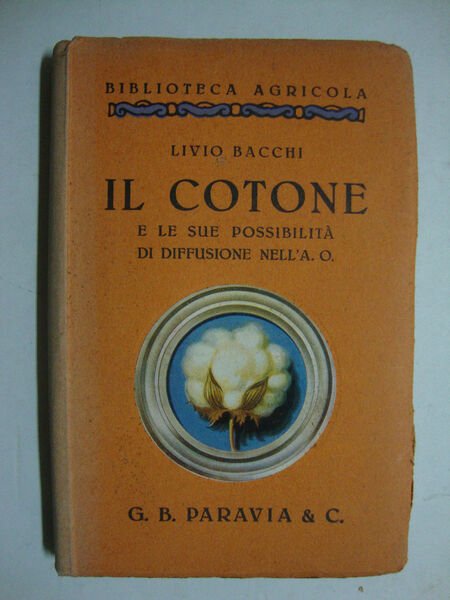 BIBLIOTECA AGRICOLA
LIVIO BACCHI
IL COTONE
E LE SUE POSSIBILITÀ
DI DIFFUSIONE NELL'A. O.
G. B. PARAVIA & C.